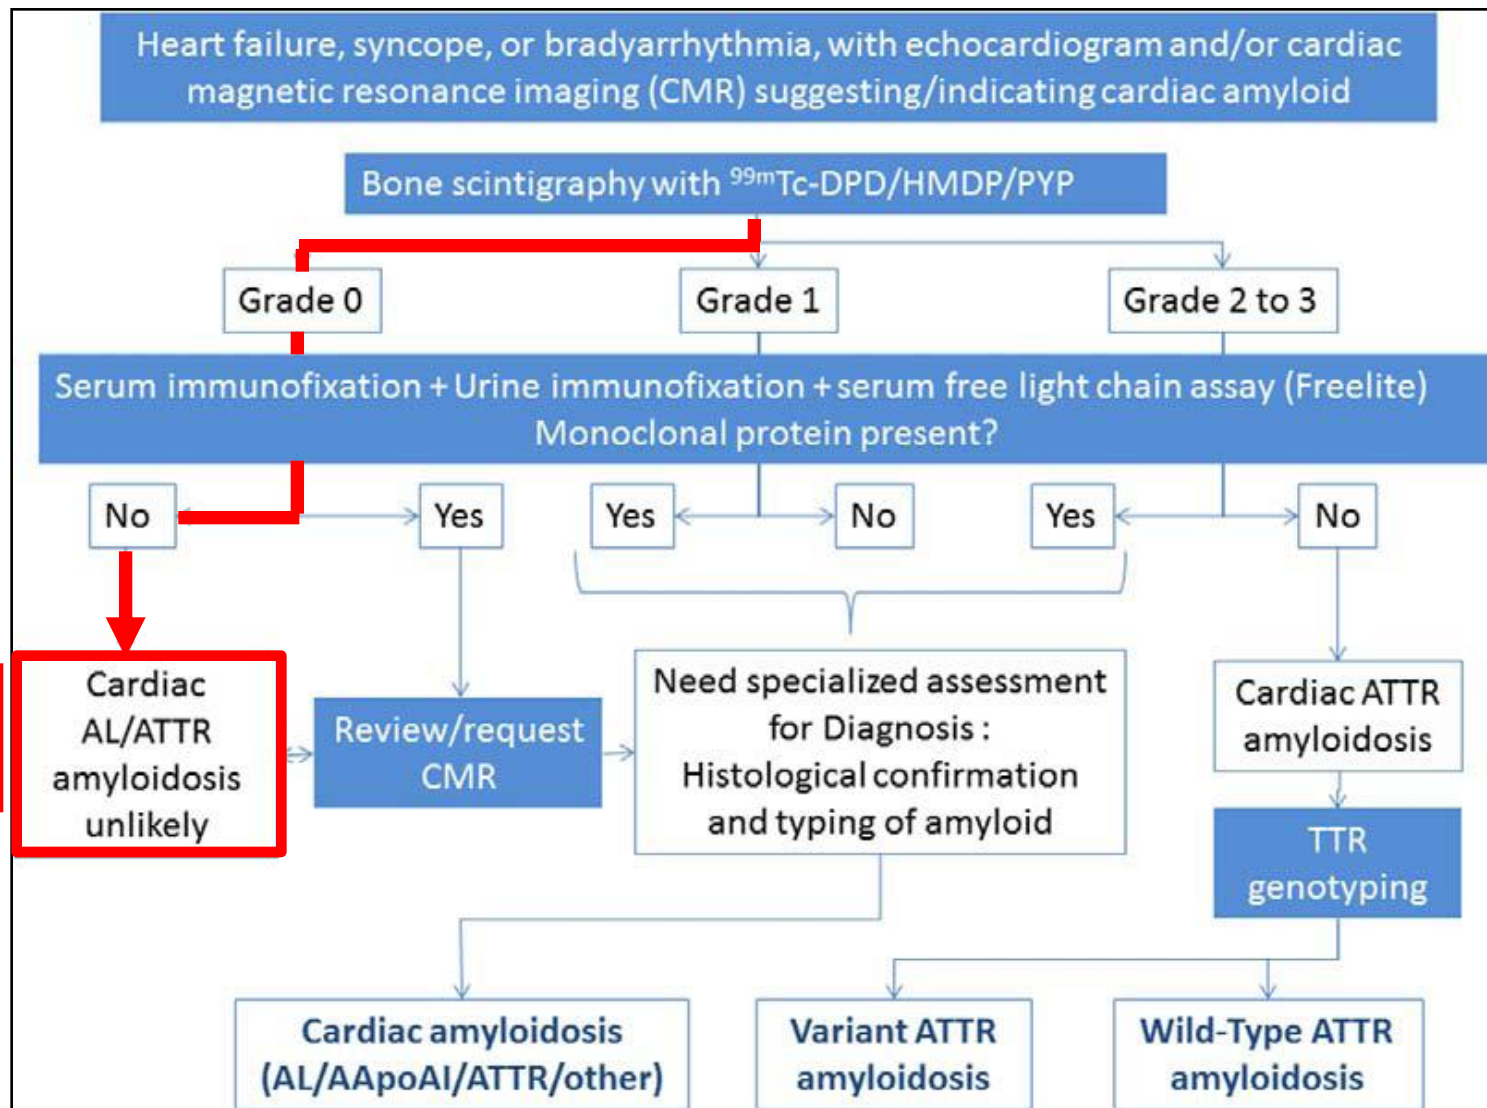 Heart failure, syncope, or bradyarrhythmia, with echocardiogram and/or cardiac
magnetic resonance imaging (CMR) suggesting/indicating cardiac amyloid
Bone scintigraphy with ⁹⁹ᵐTc-DPD/HMDP/PYP
Grade 0
Grade 1
Grade 2 to 3
Serum immunofixation + Urine immunofixation + serum free light chain assay (Freelite)
Monoclonal protein present?
No
Yes
Yes
No
Yes
No
Cardiac
AL/ATTR
amyloidosis
unlikely
Review/request
CMR
Need specialized assessment
for Diagnosis :
Histological confirmation
and typing of amyloid
Cardiac ATTR
amyloidosis
TTR
genotyping
Cardiac amyloidosis
(AL/AApoAI/ATTR/other)
Variant ATTR
amyloidosis
Wild-Type ATTR
amyloidosis